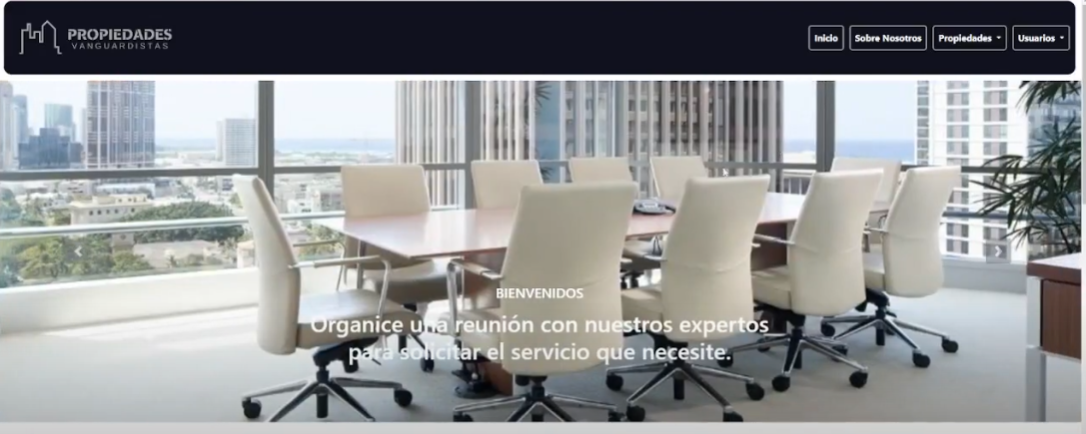 PROPIEDADES
VANGUARDISTAS
Inicio
Sobre Nosotros
Propiedades
Usuarios
BIENVENIDOS
Organice una reunión con nuestros expertos
para solicitar el servicio que necesite.